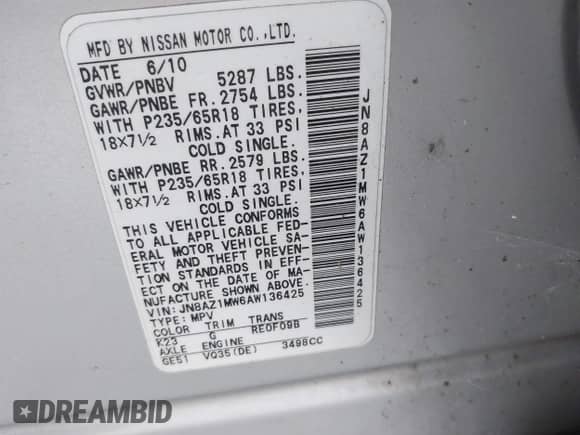 MFD BY NISSAN MOTOR CO.,LTD.
DATE 6/10
GVWR/PNBV 5287 LBS.
GAWR/PNBE FR. 2754 LBS.
WITH P235/65R18 TIRES,
18×7½ RIMS.AT 33 PSI
COLD SINGLE.
GAWR/PNBE RR. 2579 LBS.
WITH P235/65R18 TIRES,
18×7½ RIMS.AT 33 PSI
COLD SINGLE.
THIS VEHICLE CONFORMS
TO ALL APPLICABLE FED-
ERAL MOTOR VEHICLE SA-
FETY AND THEFT PREVEN-
TION STANDARDS IN EFF-
ECT ON THE DATE OF MA-
NUFACTURE SHOWN ABOVE.
VIN: JN8AZ1MW6AW136425
TYPE: MPV
COLOR TRIM TRANS
K23 G RE0F09B
AXLE ENGINE
GE51 VQ35(DE) 3498CC
JN8AZ1MW6AW136425
DREAMBID